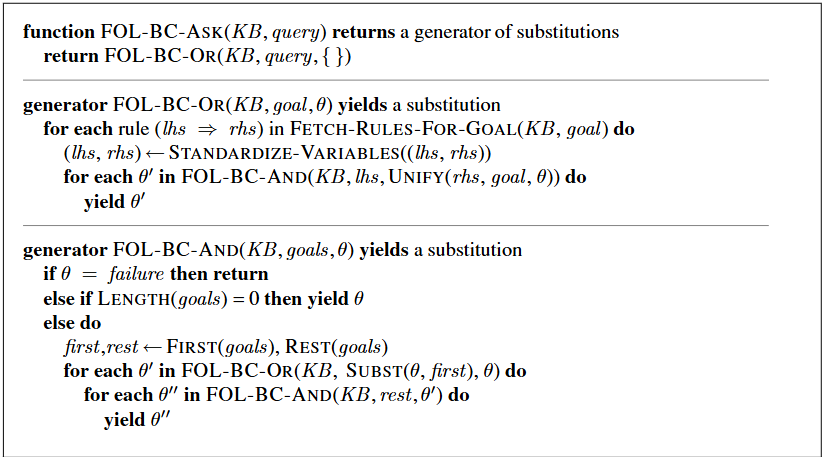 function FOL-BC-ASK(KB, query) returns a generator of substitutions
return FOL-BC-OR(KB, query, { })
generator FOL-BC-OR(KB, goal, θ) yields a substitution
for each rule (lhs ⇒ rhs) in FETCH-RULES-FOR-GOAL(KB, goal) do
(lhs, rhs) ← STANDARDIZE-VARIABLES((lhs, rhs))
for each θ′ in FOL-BC-AND(KB, lhs, UNIFY(rhs, goal, θ)) do
yield θ′
generator FOL-BC-AND(KB, goals, θ) yields a substitution
if θ = failure then return
else if LENGTH(goals) = 0 then yield θ
else do
first,rest ← FIRST(goals), REST(goals)
for each θ′ in FOL-BC-OR(KB, SUBST(θ, first), θ) do
for each θ′′ in FOL-BC-AND(KB, rest, θ′) do
yield θ′′